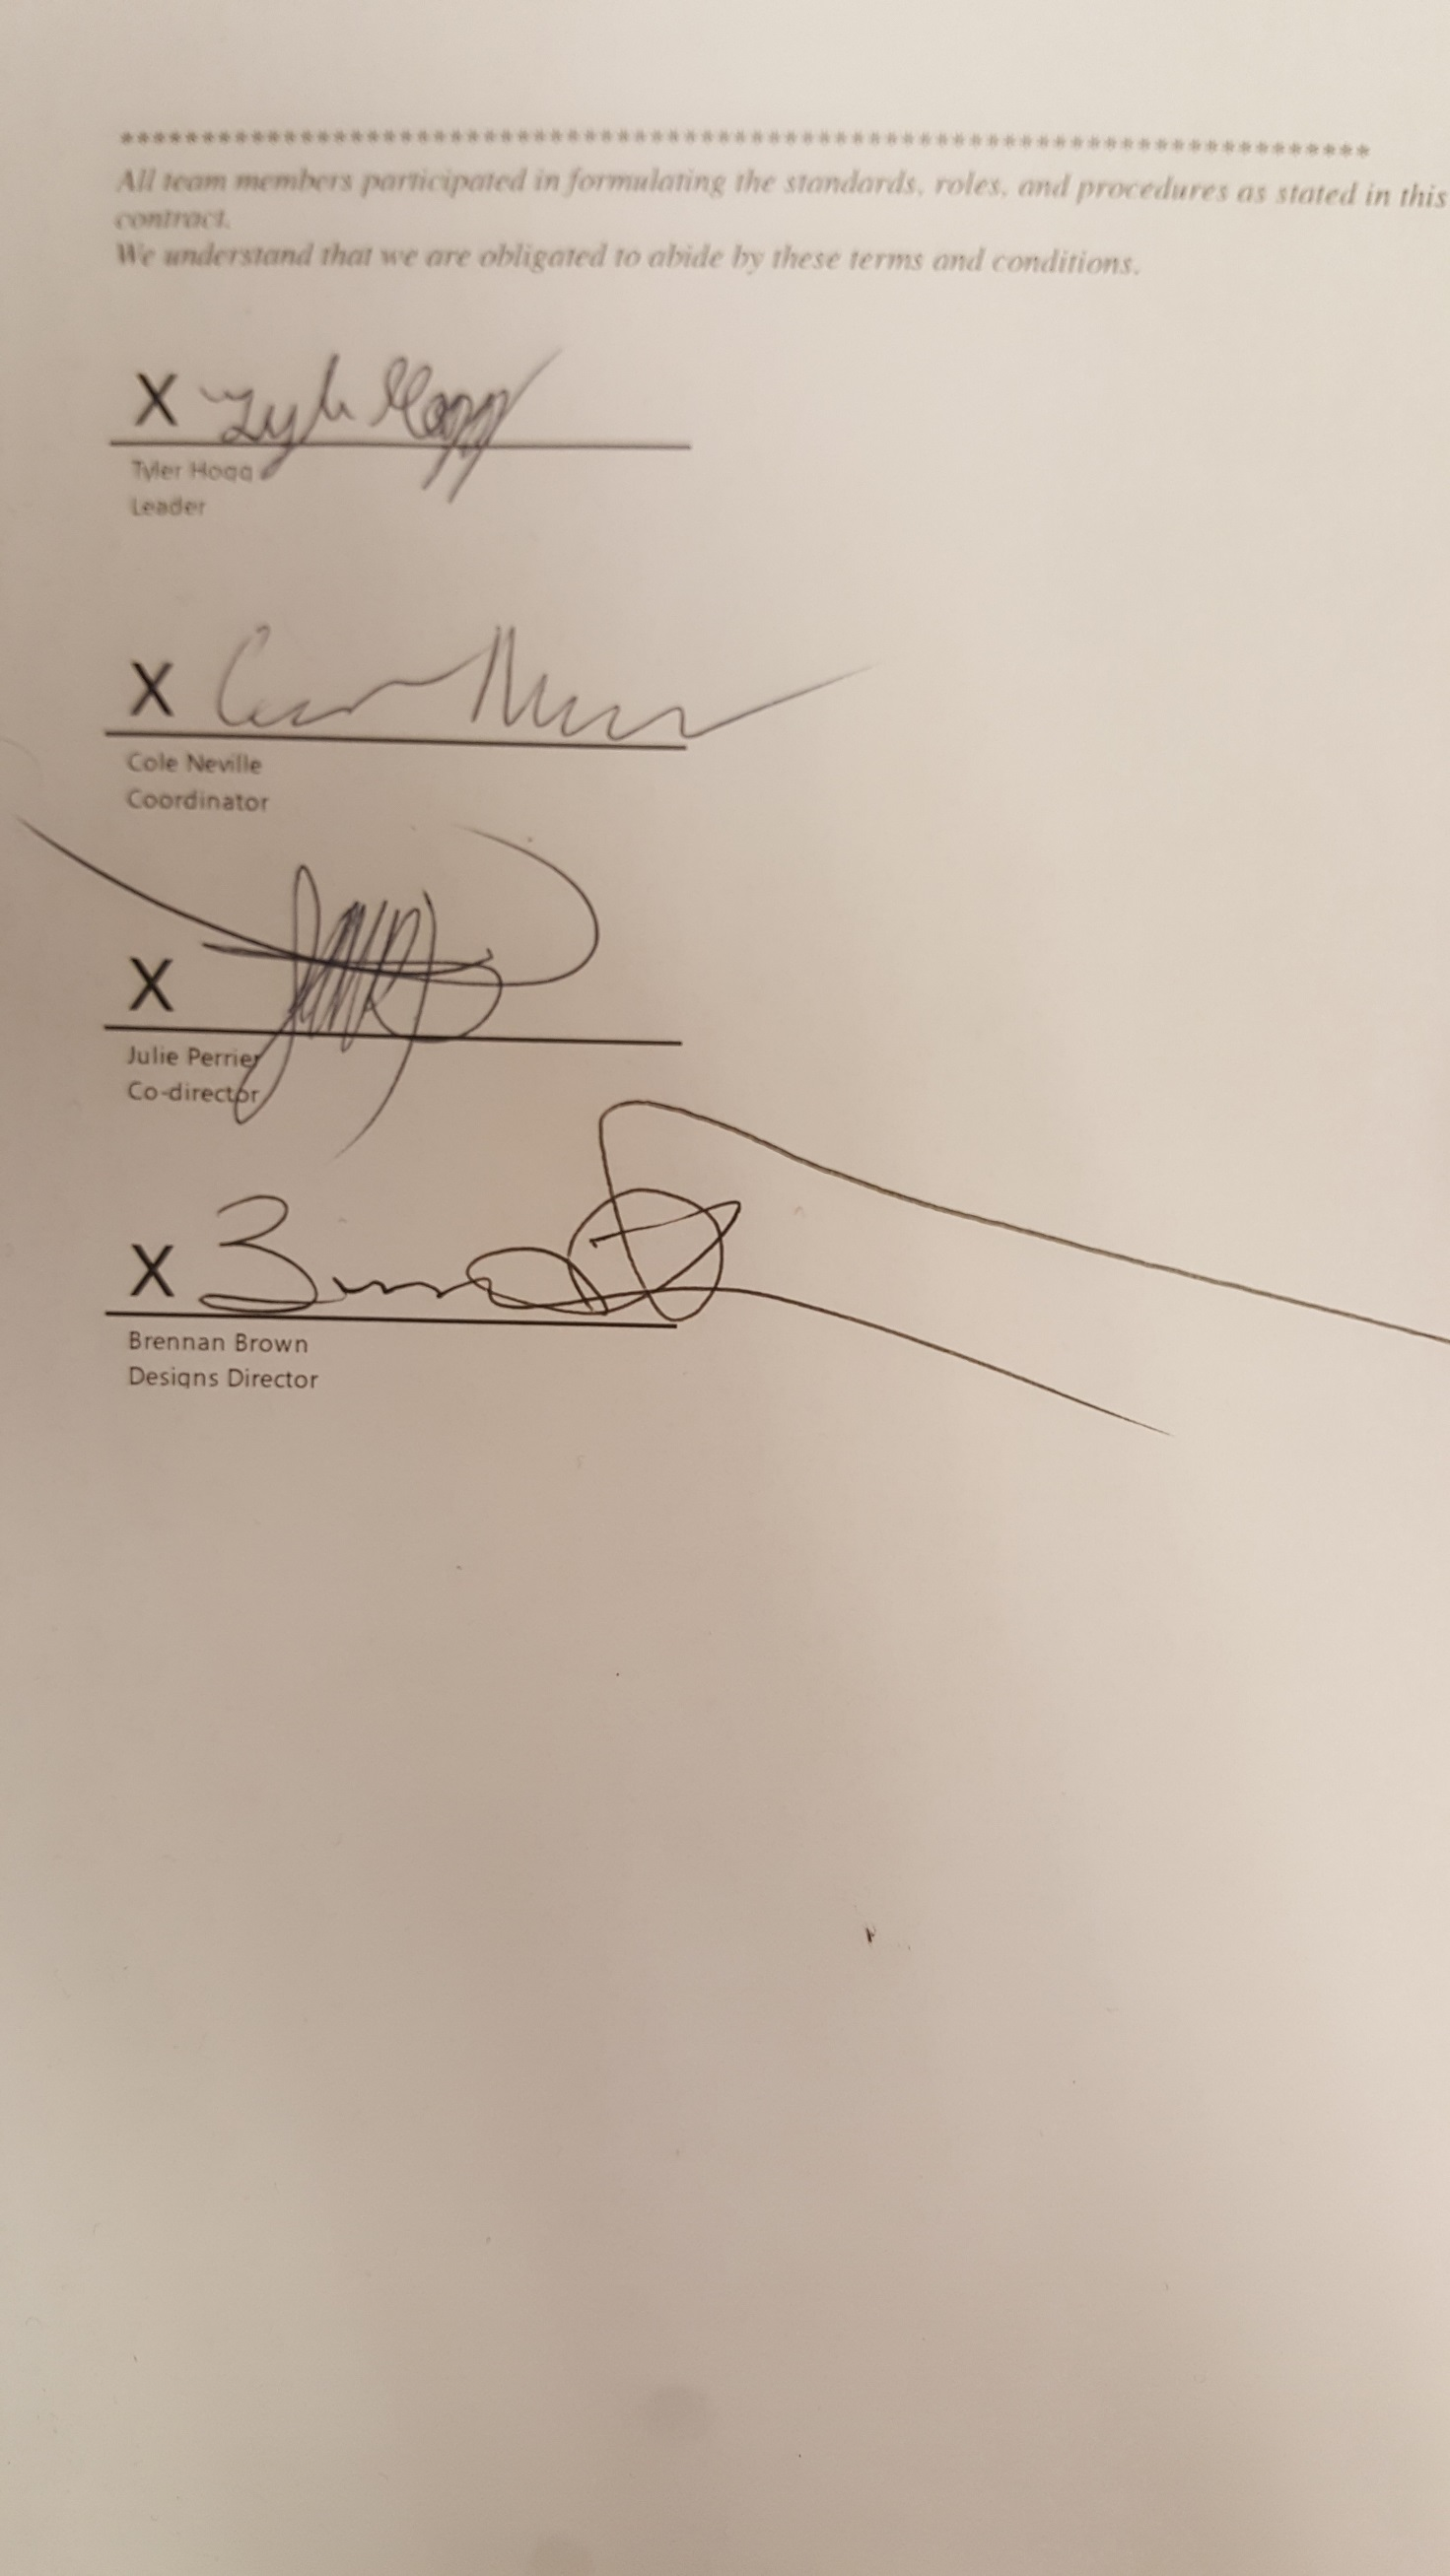 ******************************************************************************
All team members participated in formulating the standards, roles, and procedures as stated in this
contract.
We understand that we are obligated to abide by these terms and conditions.
X Tyler Hogg
Tyler Hogg
Leader
X
Cole Neville
Coordinator
X
Julie Perrier
Co-director
X
Brennan Brown
Designs Director